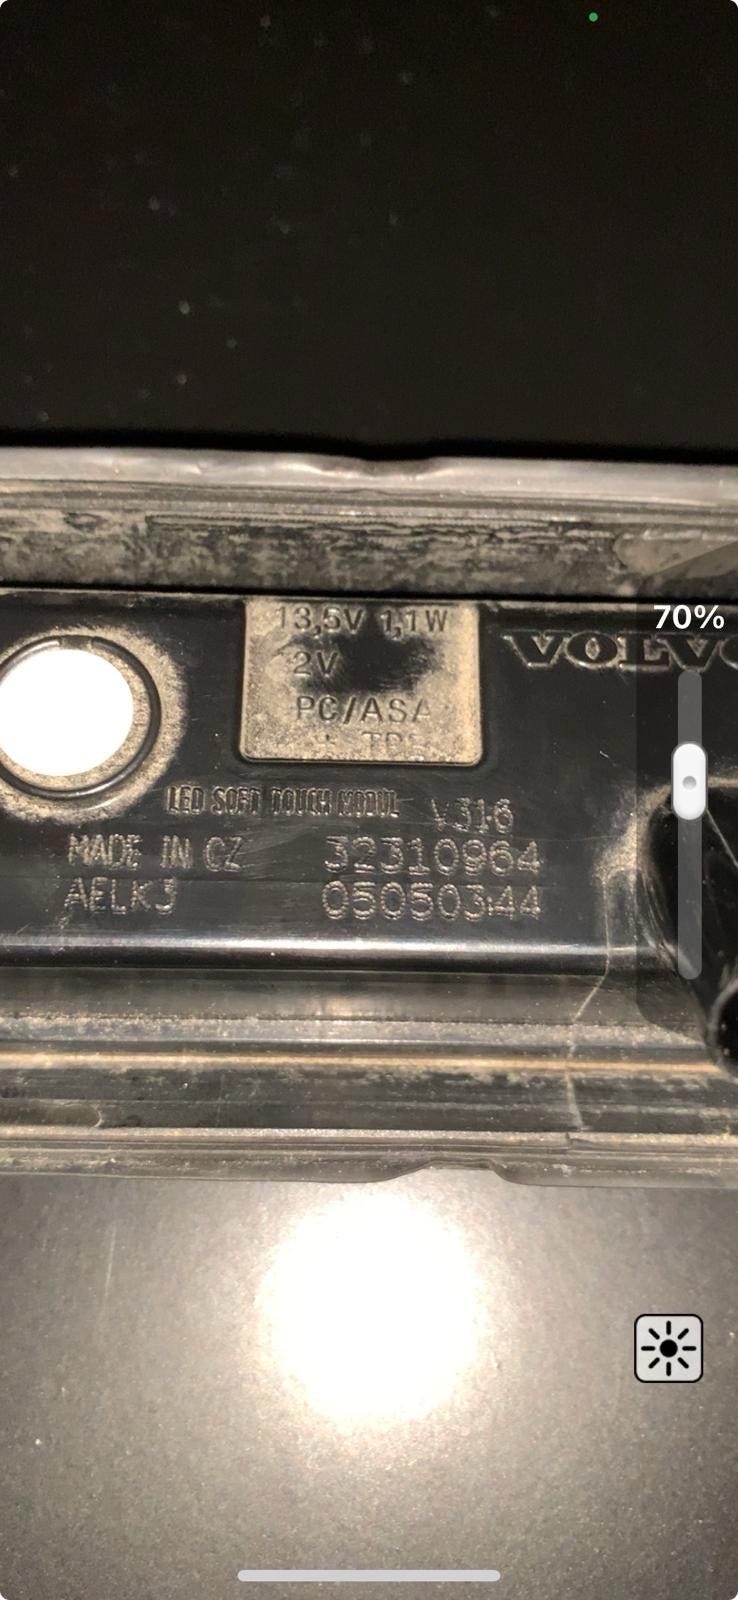 70%
13,5V 1,1W
2V
VOLVO
PC/ASA
LED SOFT TOUCH MODUL
V316
MADE IN CZ
32310964
AELKJ
05050344